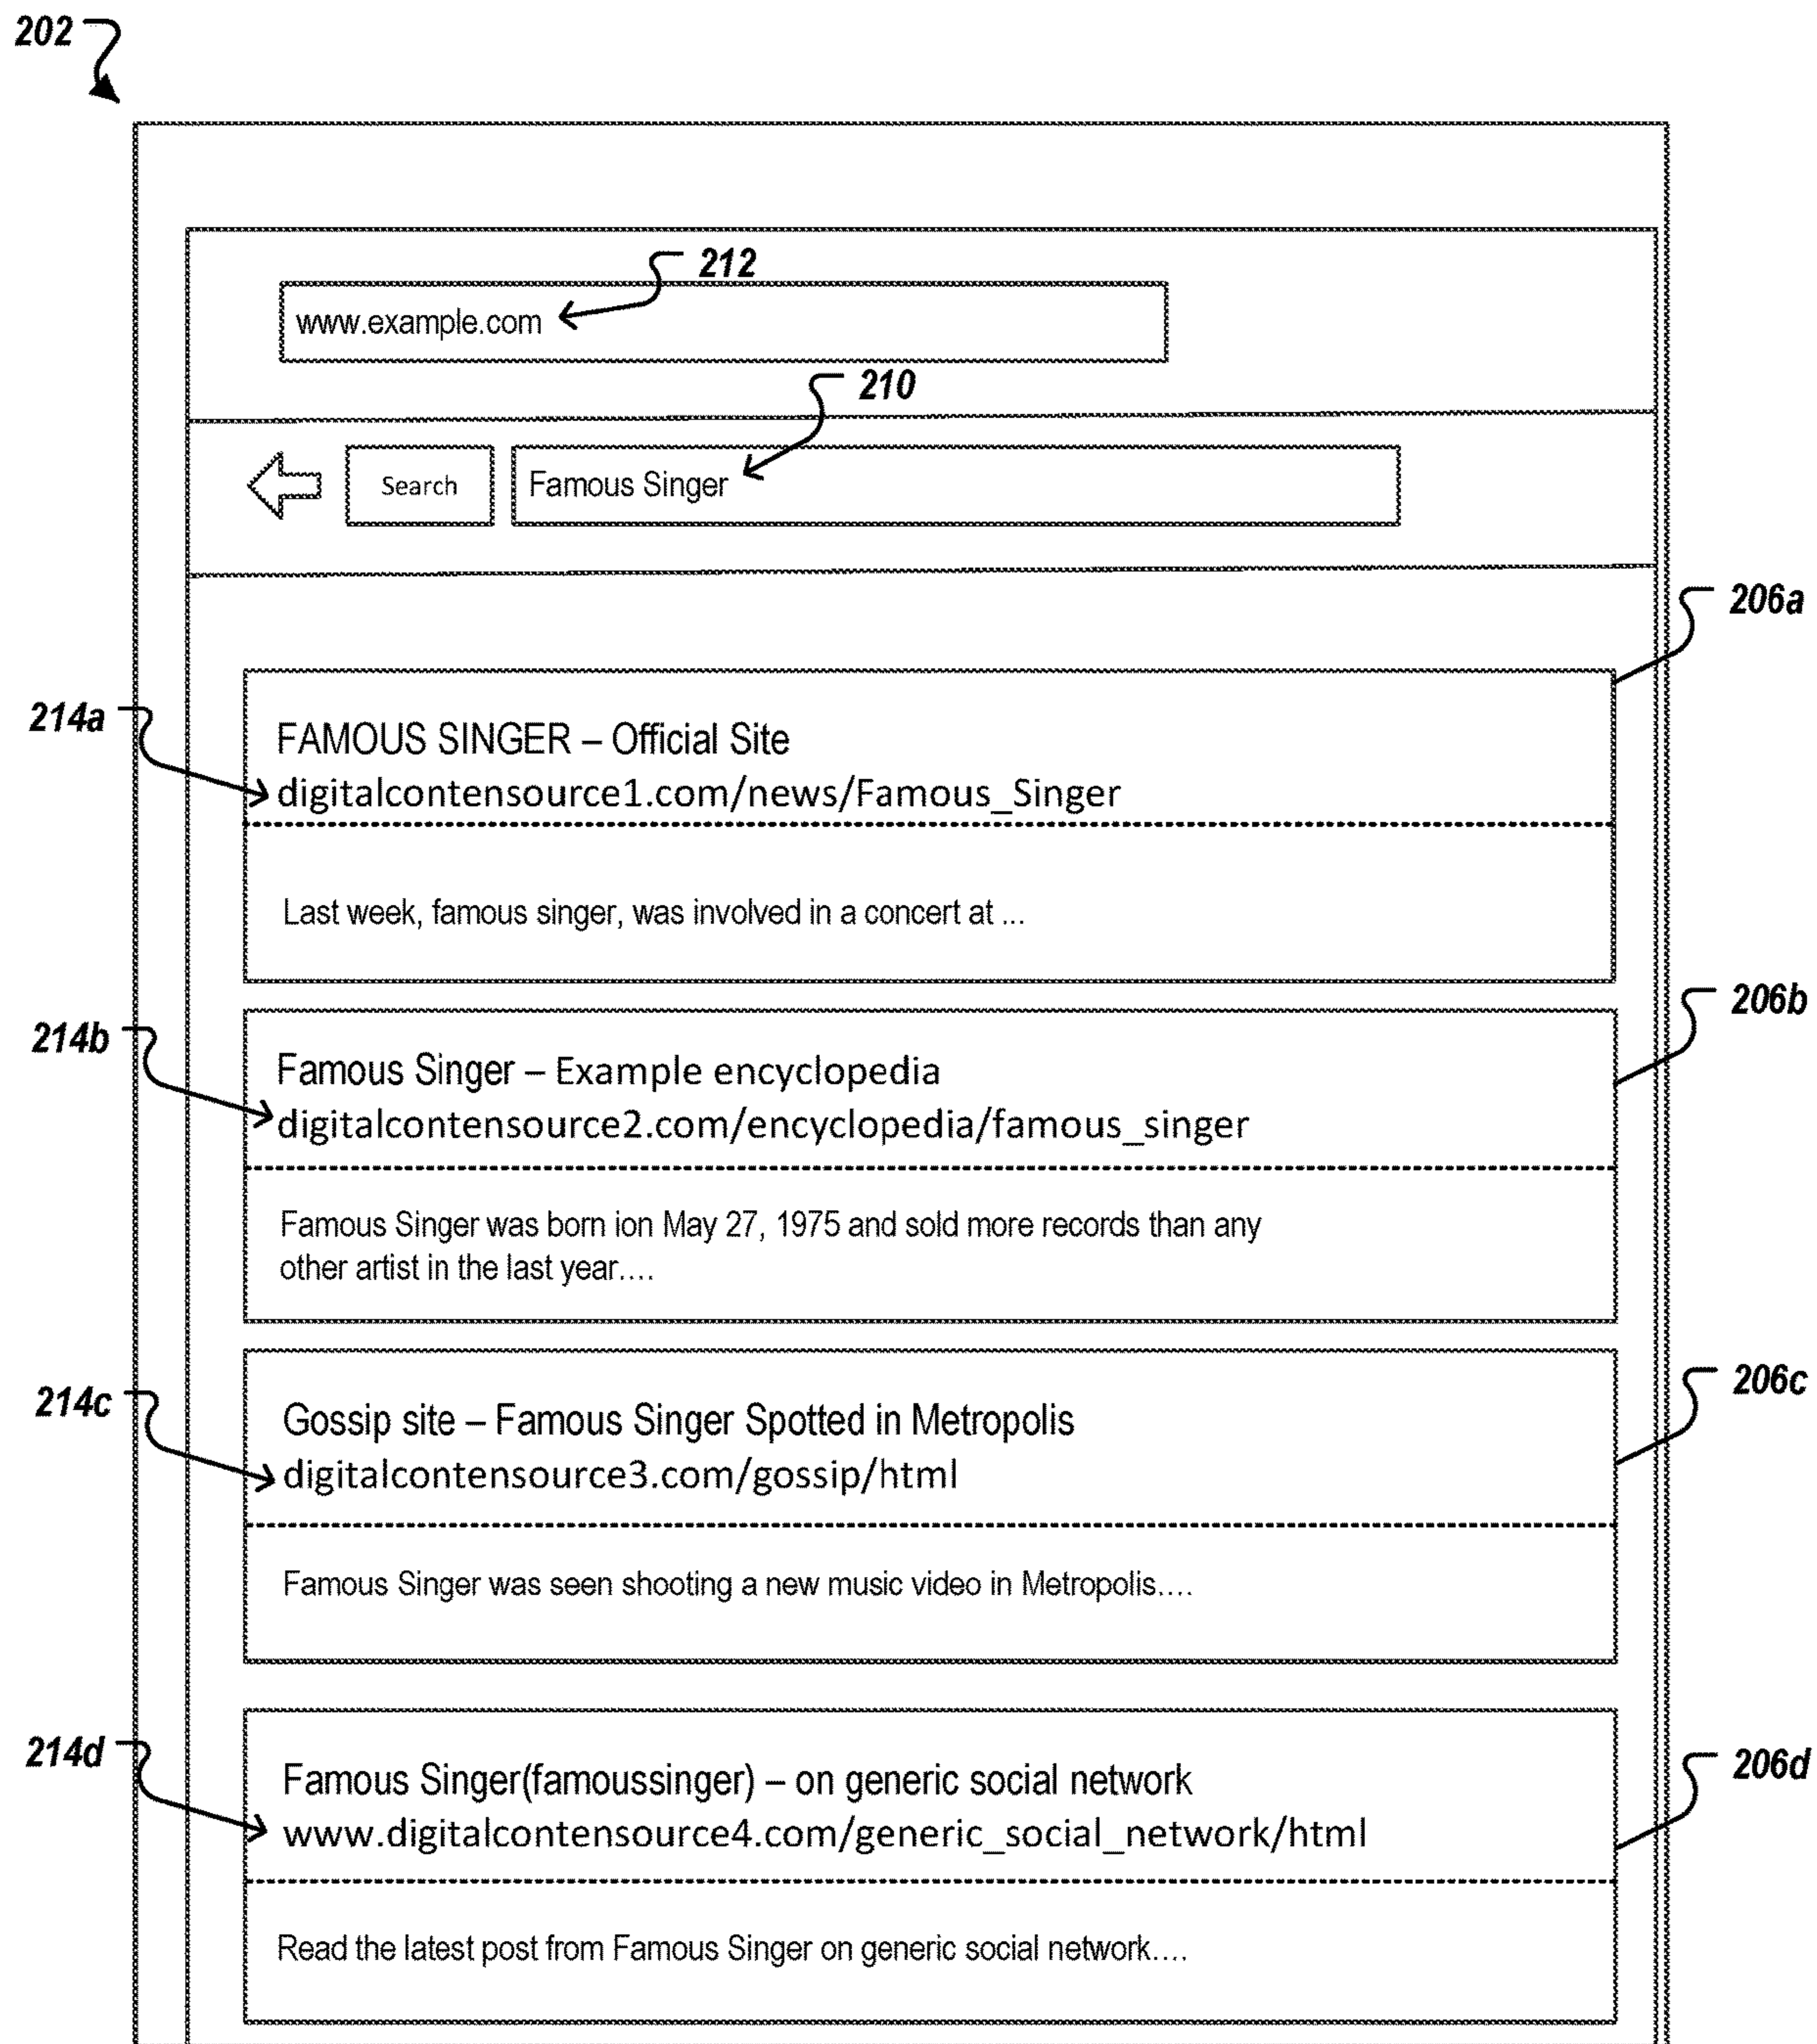 202
212
www.example.com
210
Search
Famous Singer
206a
214a
FAMOUS SINGER – Official Site
digitalcontensource1.com/news/Famous_Singer
Last week, famous singer, was involved in a concert at ...
206b
214b
Famous Singer – Example encyclopedia
digitalcontensource2.com/encyclopedia/famous_singer
Famous Singer was born ion May 27, 1975 and sold more records than any
other artist in the last year....
206c
214c
Gossip site – Famous Singer Spotted in Metropolis
digitalcontensource3.com/gossip/html
Famous Singer was seen shooting a new music video in Metropolis....
214d
206d
Famous Singer(famoussinger) – on generic social network
www.digitalcontensource4.com/generic_social_network/html
Read the latest post from Famous Singer on generic social network....